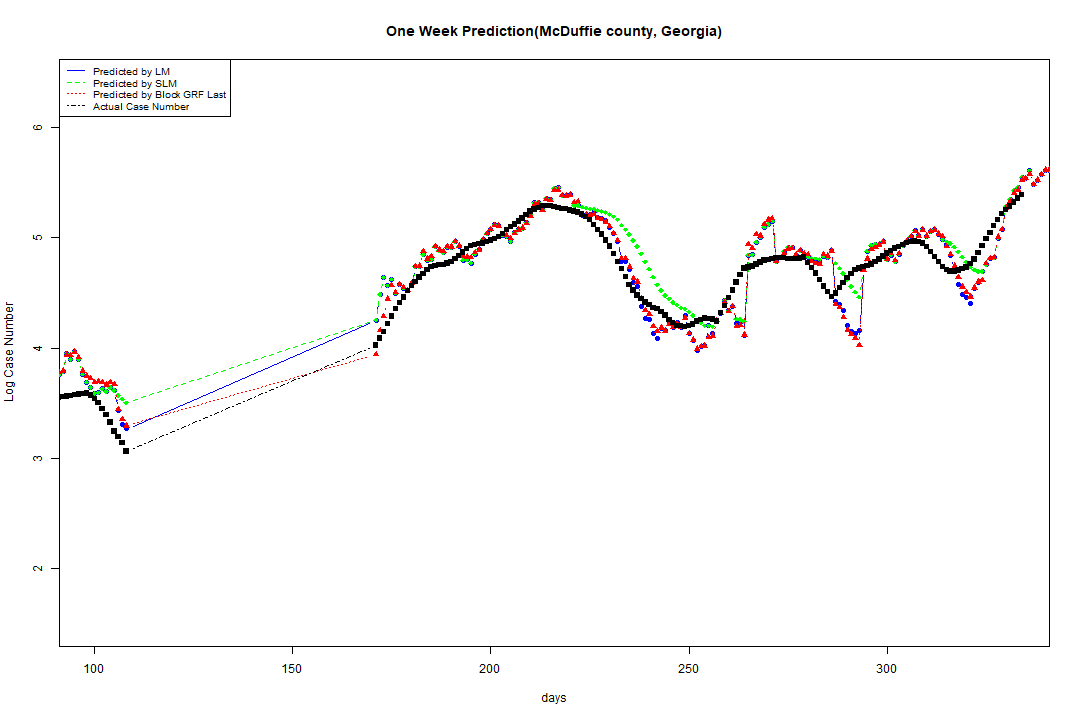 One Week Prediction(McDuffie county, Georgia)
Predicted by LM
Predicted by SLM
Predicted by Block GRF Last
Actual Case Number
Log Case Number
6
5
4
3
2
100 150 200 250 300
days